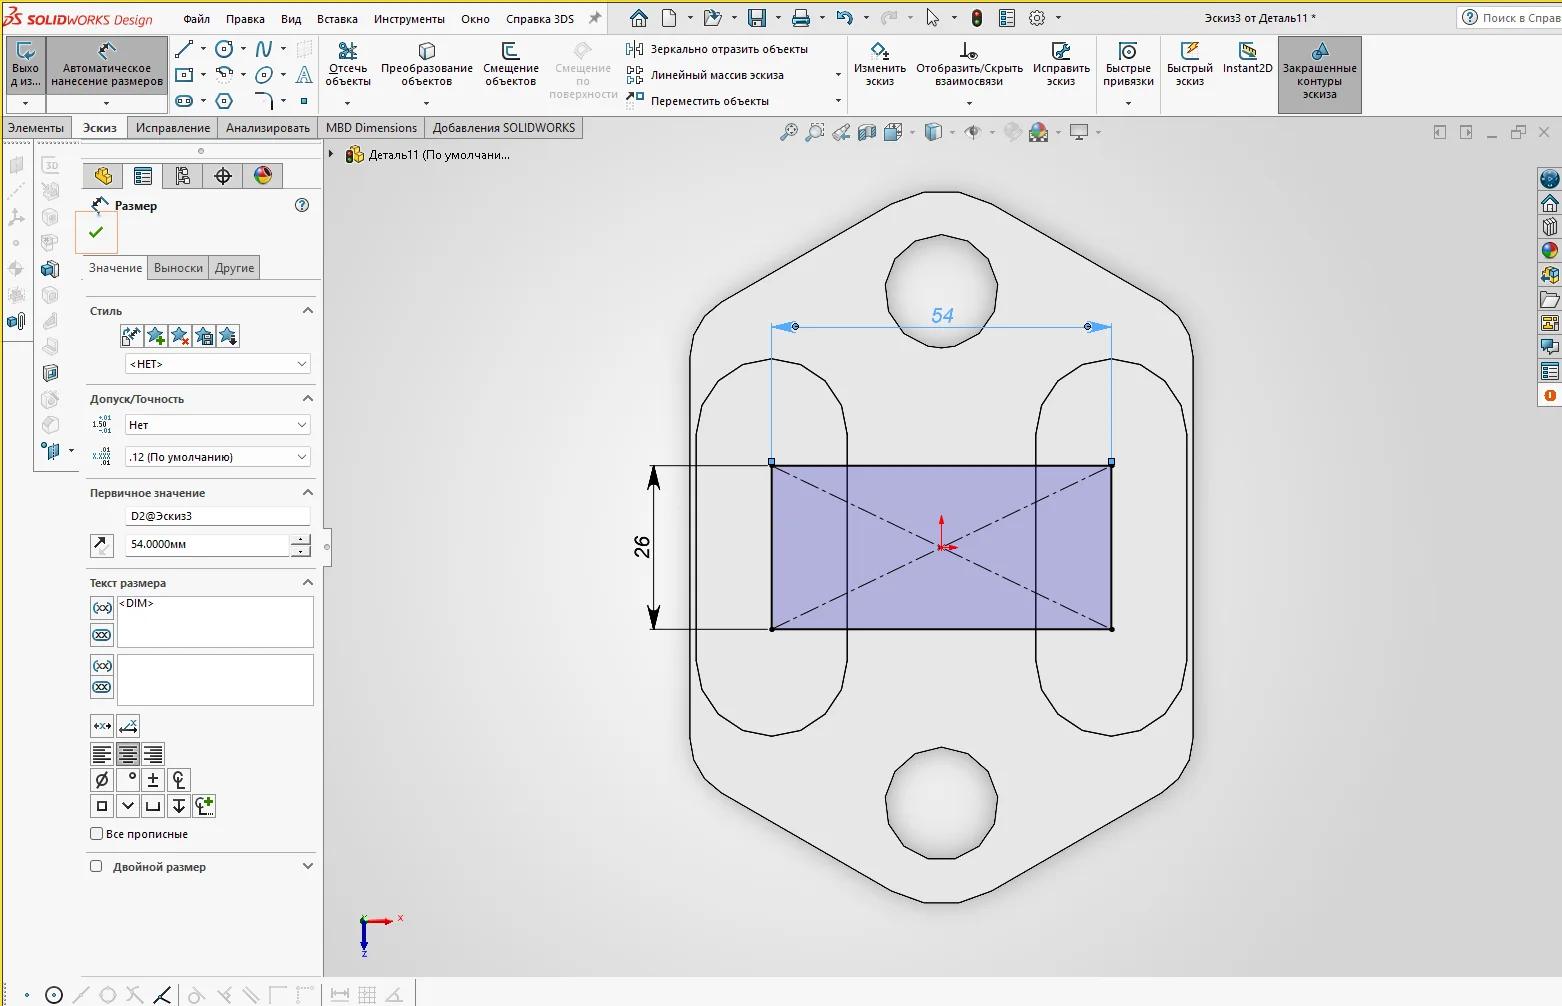 SOLIDWORKS Design
Файл
Правка
Вид
Вставка
Инструменты
Окно
Справка 3DS
Эскиз3 от Деталь11 *
Поиск в Справ
Выхо
д из...
Автоматическое
нанесение размеров
Отсечь
объекты
Преобразование
объектов
Смещение
объектов
Смещение
по
поверхности
Зеркально отразить объекты
Линейный массив эскиза
Переместить объекты
Изменить
эскиз
Отобразить/Скрыть
взаимосвязи
Исправить
эскиз
Быстрые
привязки
Быстрый
эскиз
Instant2D
Закрашенные
контуры
эскиза
Элементы
Эскиз
Исправление
Анализировать
MBD Dimensions
Добавления SOLIDWORKS
Деталь11 (По умолчани...
Размер
Значение
Выноски
Другие
Стиль
<НЕТ>
Допуск/Точность
Нет
.12 (По умолчанию)
Первичное значение
D2@Эскиз3
54.0000мм
Текст размера
<DIM>
Все прописные
Двойной размер
54
26
X
Z